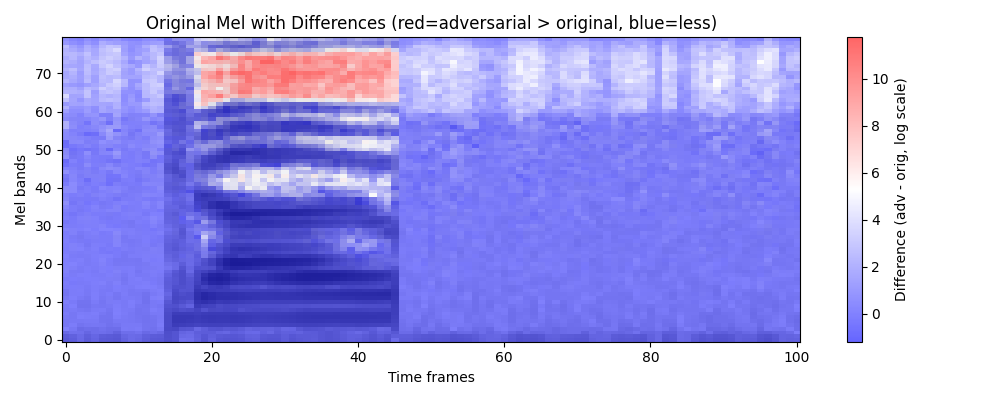 Original Mel with Differences (red=adversarial > original, blue=less)
Mel bands
70
60
50
40
30
20
10
0
0 20 40 60 80 100
Time frames
10
8
6
4
2
0
Difference (adv - orig, log scale)